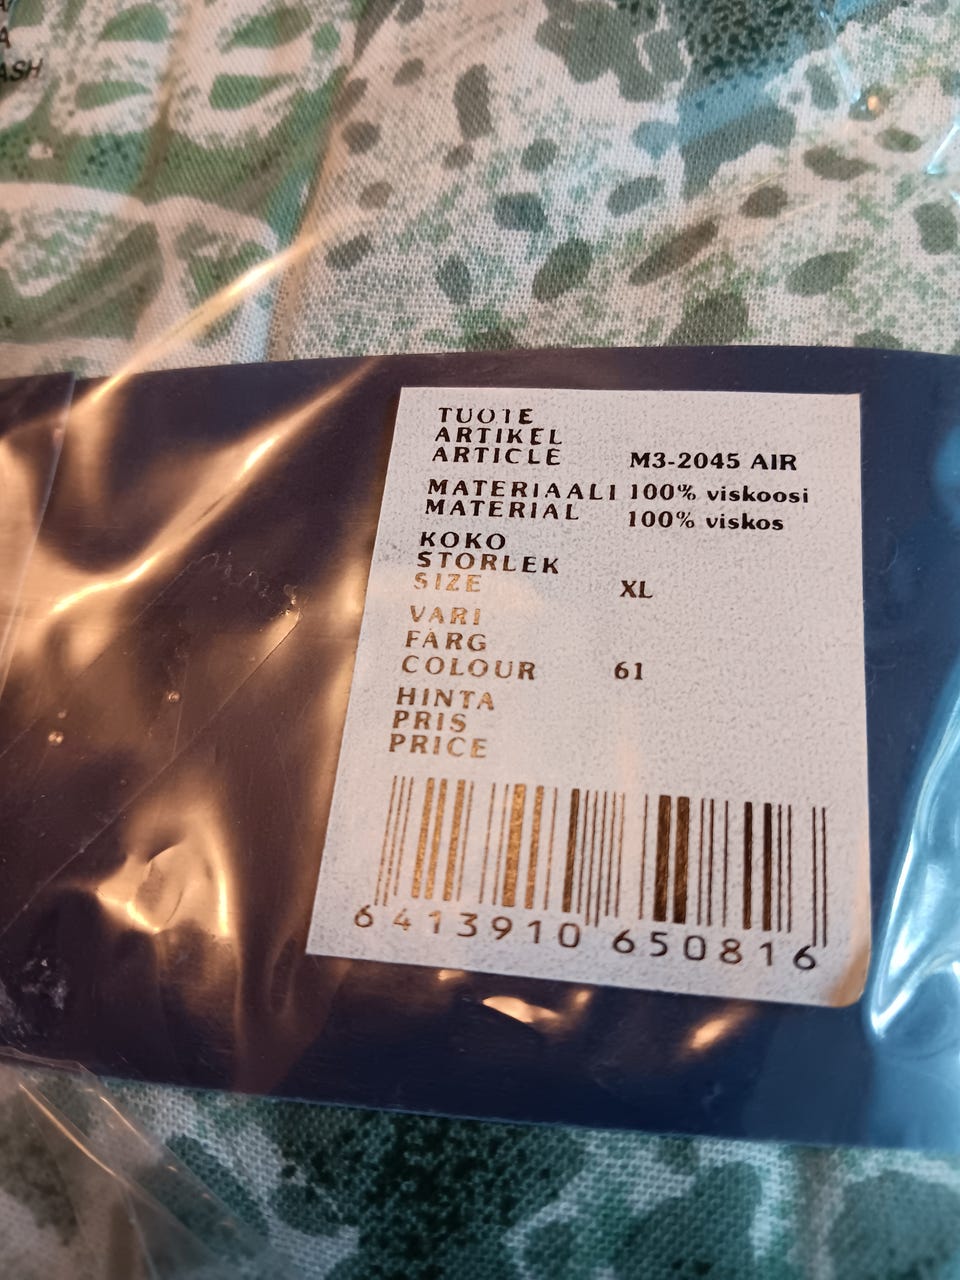 A
ASH
TUOTE
ARTIKEL
ARTICLE M3-2045 AIR
MATERIAALI 100% viskoosi
MATERIAL 100% viskos
KOKO
STORLEK
SIZE XL
VARI
FÄRG
COLOUR 61
HINTA
PRIS
PRICE
6 413910 650816